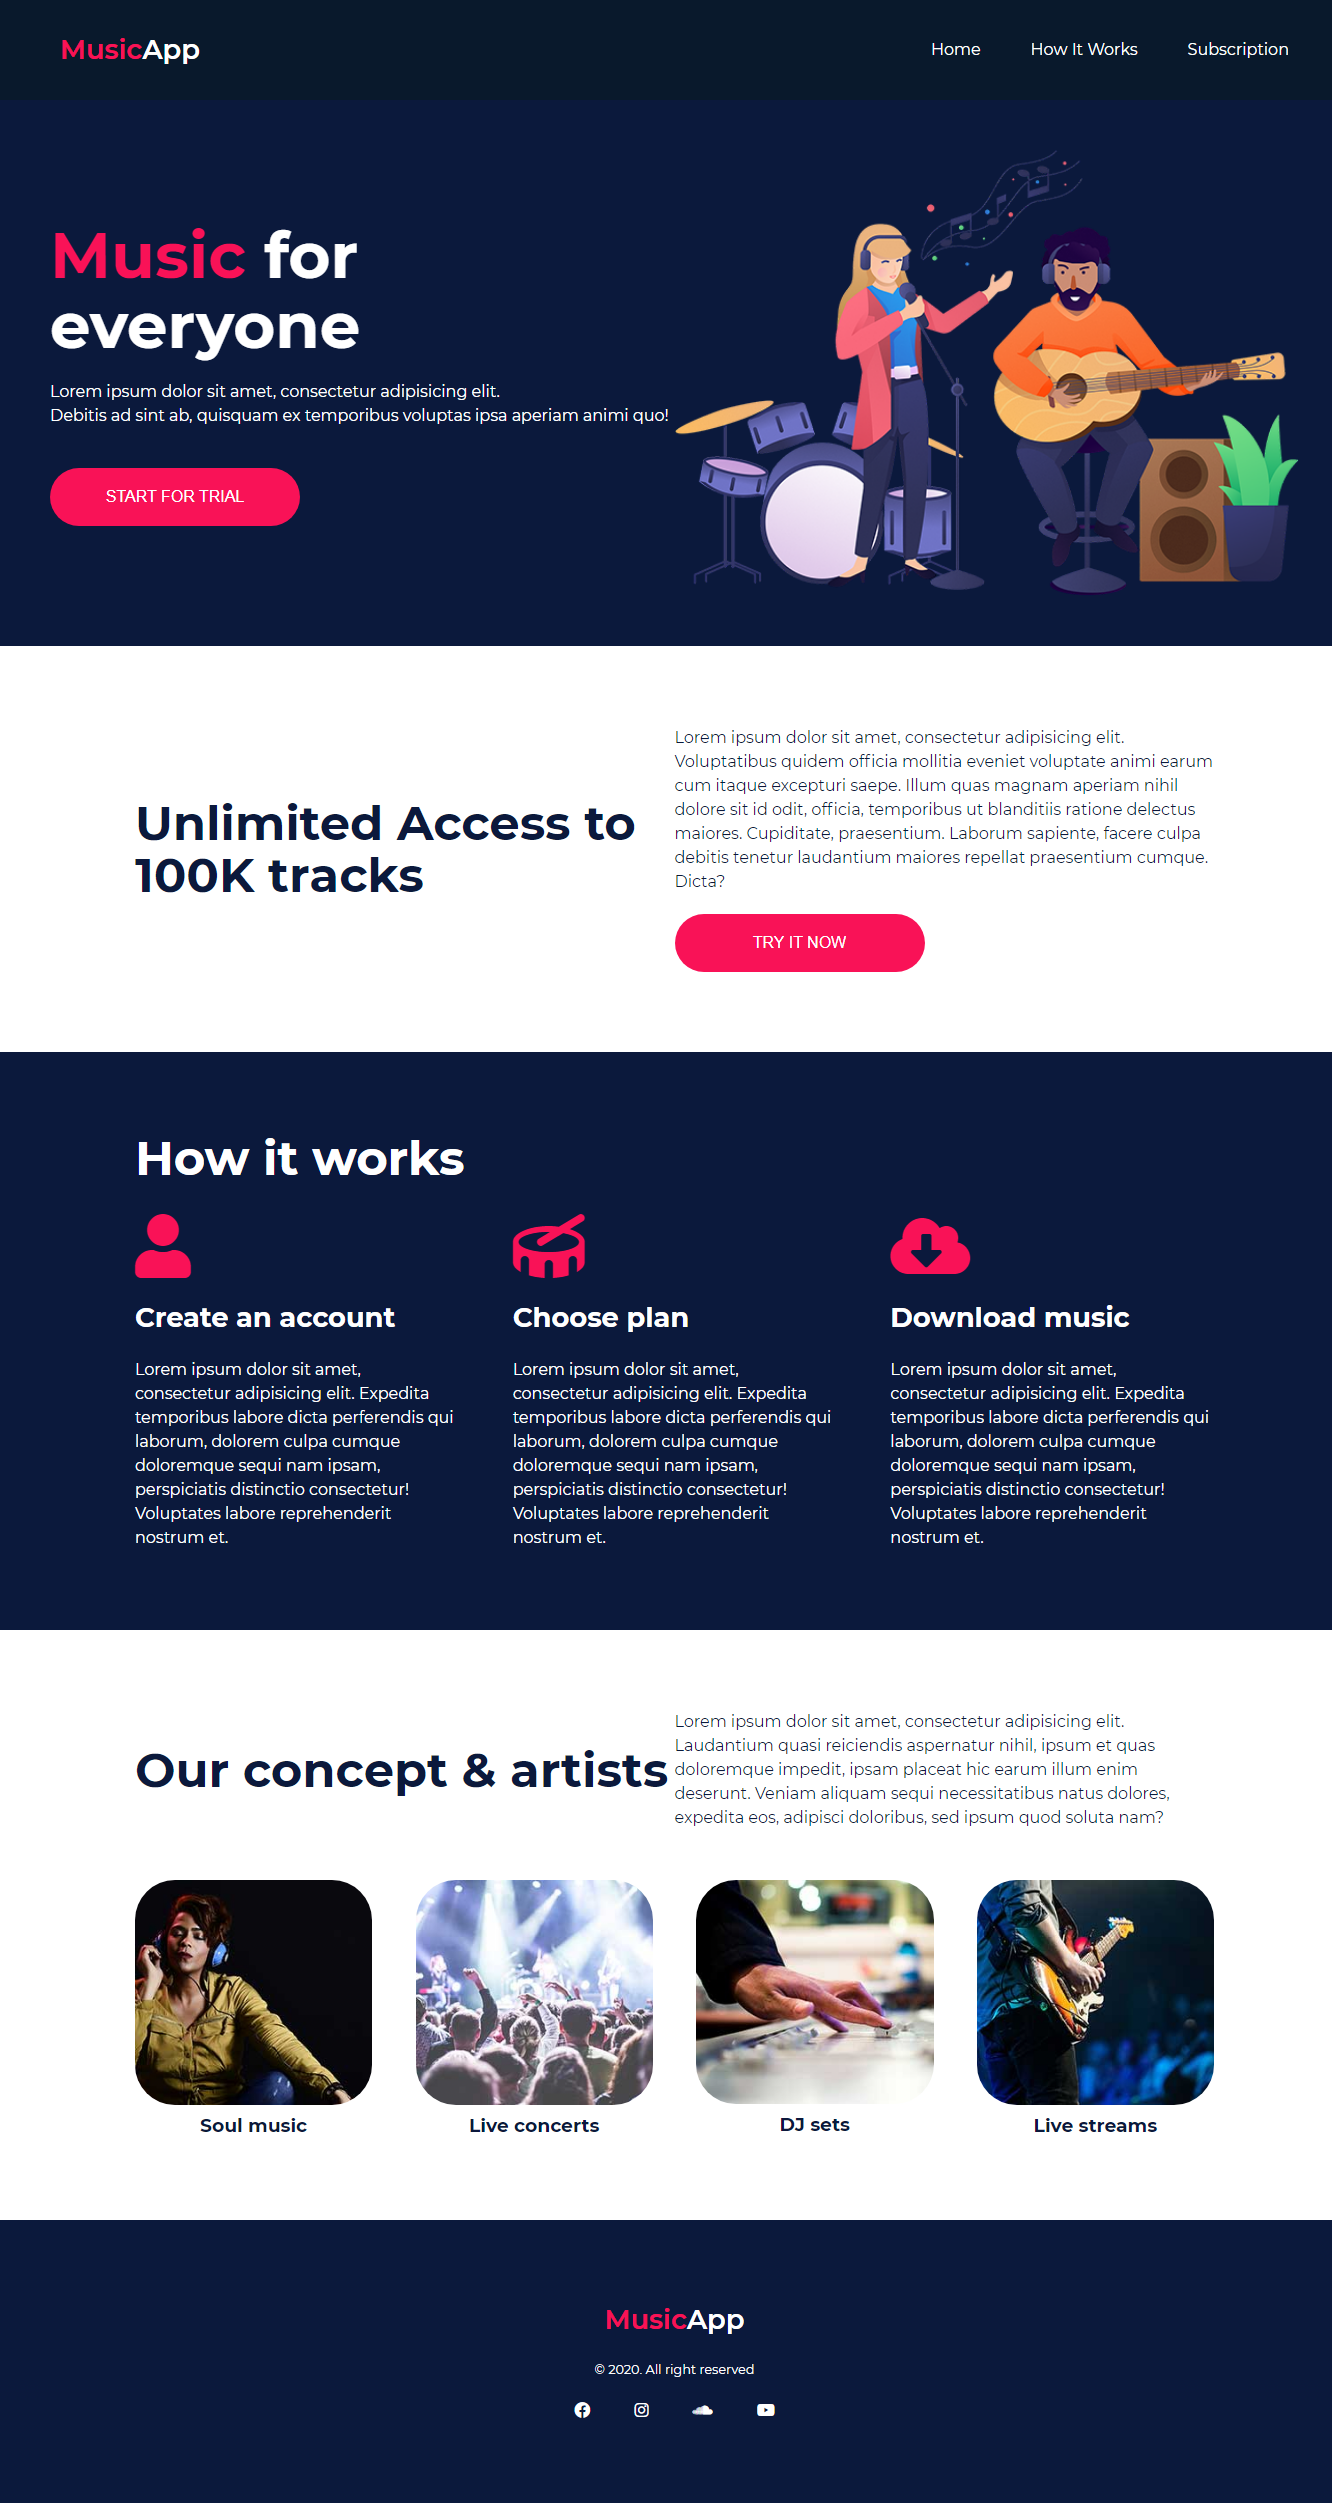 MusicApp
Home
How It Works
Subscription
Music for
everyone
Lorem ipsum dolor sit amet, consectetur adipisicing elit.
Debitis ad sint ab, quisquam ex temporibus voluptas ipsa aperiam animi quo!
START FOR TRIAL
Unlimited Access to
100K tracks
Lorem ipsum dolor sit amet, consectetur adipisicing elit.
Voluptatibus quidem officia mollitia eveniet voluptate animi earum
cum itaque excepturi saepe. Illum quas magnam aperiam nihil
dolore sit id odit, officia, temporibus ut blanditiis ratione delectus
maiores. Cupiditate, praesentium. Laborum sapiente, facere culpa
debitis tenetur laudantium maiores repellat praesentium cumque.
Dicta?
TRY IT NOW
How it works
Create an account
Lorem ipsum dolor sit amet,
consectetur adipisicing elit. Expedita
temporibus labore dicta perferendis qui
laborum, dolorem culpa cumque
doloremque sequi nam ipsam,
perspiciatis distinctio consectetur!
Voluptates labore reprehenderit
nostrum et.
Choose plan
Lorem ipsum dolor sit amet,
consectetur adipisicing elit. Expedita
temporibus labore dicta perferendis qui
laborum, dolorem culpa cumque
doloremque sequi nam ipsam,
perspiciatis distinctio consectetur!
Voluptates labore reprehenderit
nostrum et.
Download music
Lorem ipsum dolor sit amet,
consectetur adipisicing elit. Expedita
temporibus labore dicta perferendis qui
laborum, dolorem culpa cumque
doloremque sequi nam ipsam,
perspiciatis distinctio consectetur!
Voluptates labore reprehenderit
nostrum et.
Our concept & artists
Lorem ipsum dolor sit amet, consectetur adipisicing elit.
Laudantium quasi reiciendis aspernatur nihil, ipsum et quas
doloremque impedit, ipsam placeat hic earum illum enim
deserunt. Veniam aliquam sequi necessitatibus natus dolores,
expedita eos, adipisci doloribus, sed ipsum quod soluta nam?
Soul music
Live concerts
DJ sets
Live streams
MusicApp
© 2020. All right reserved